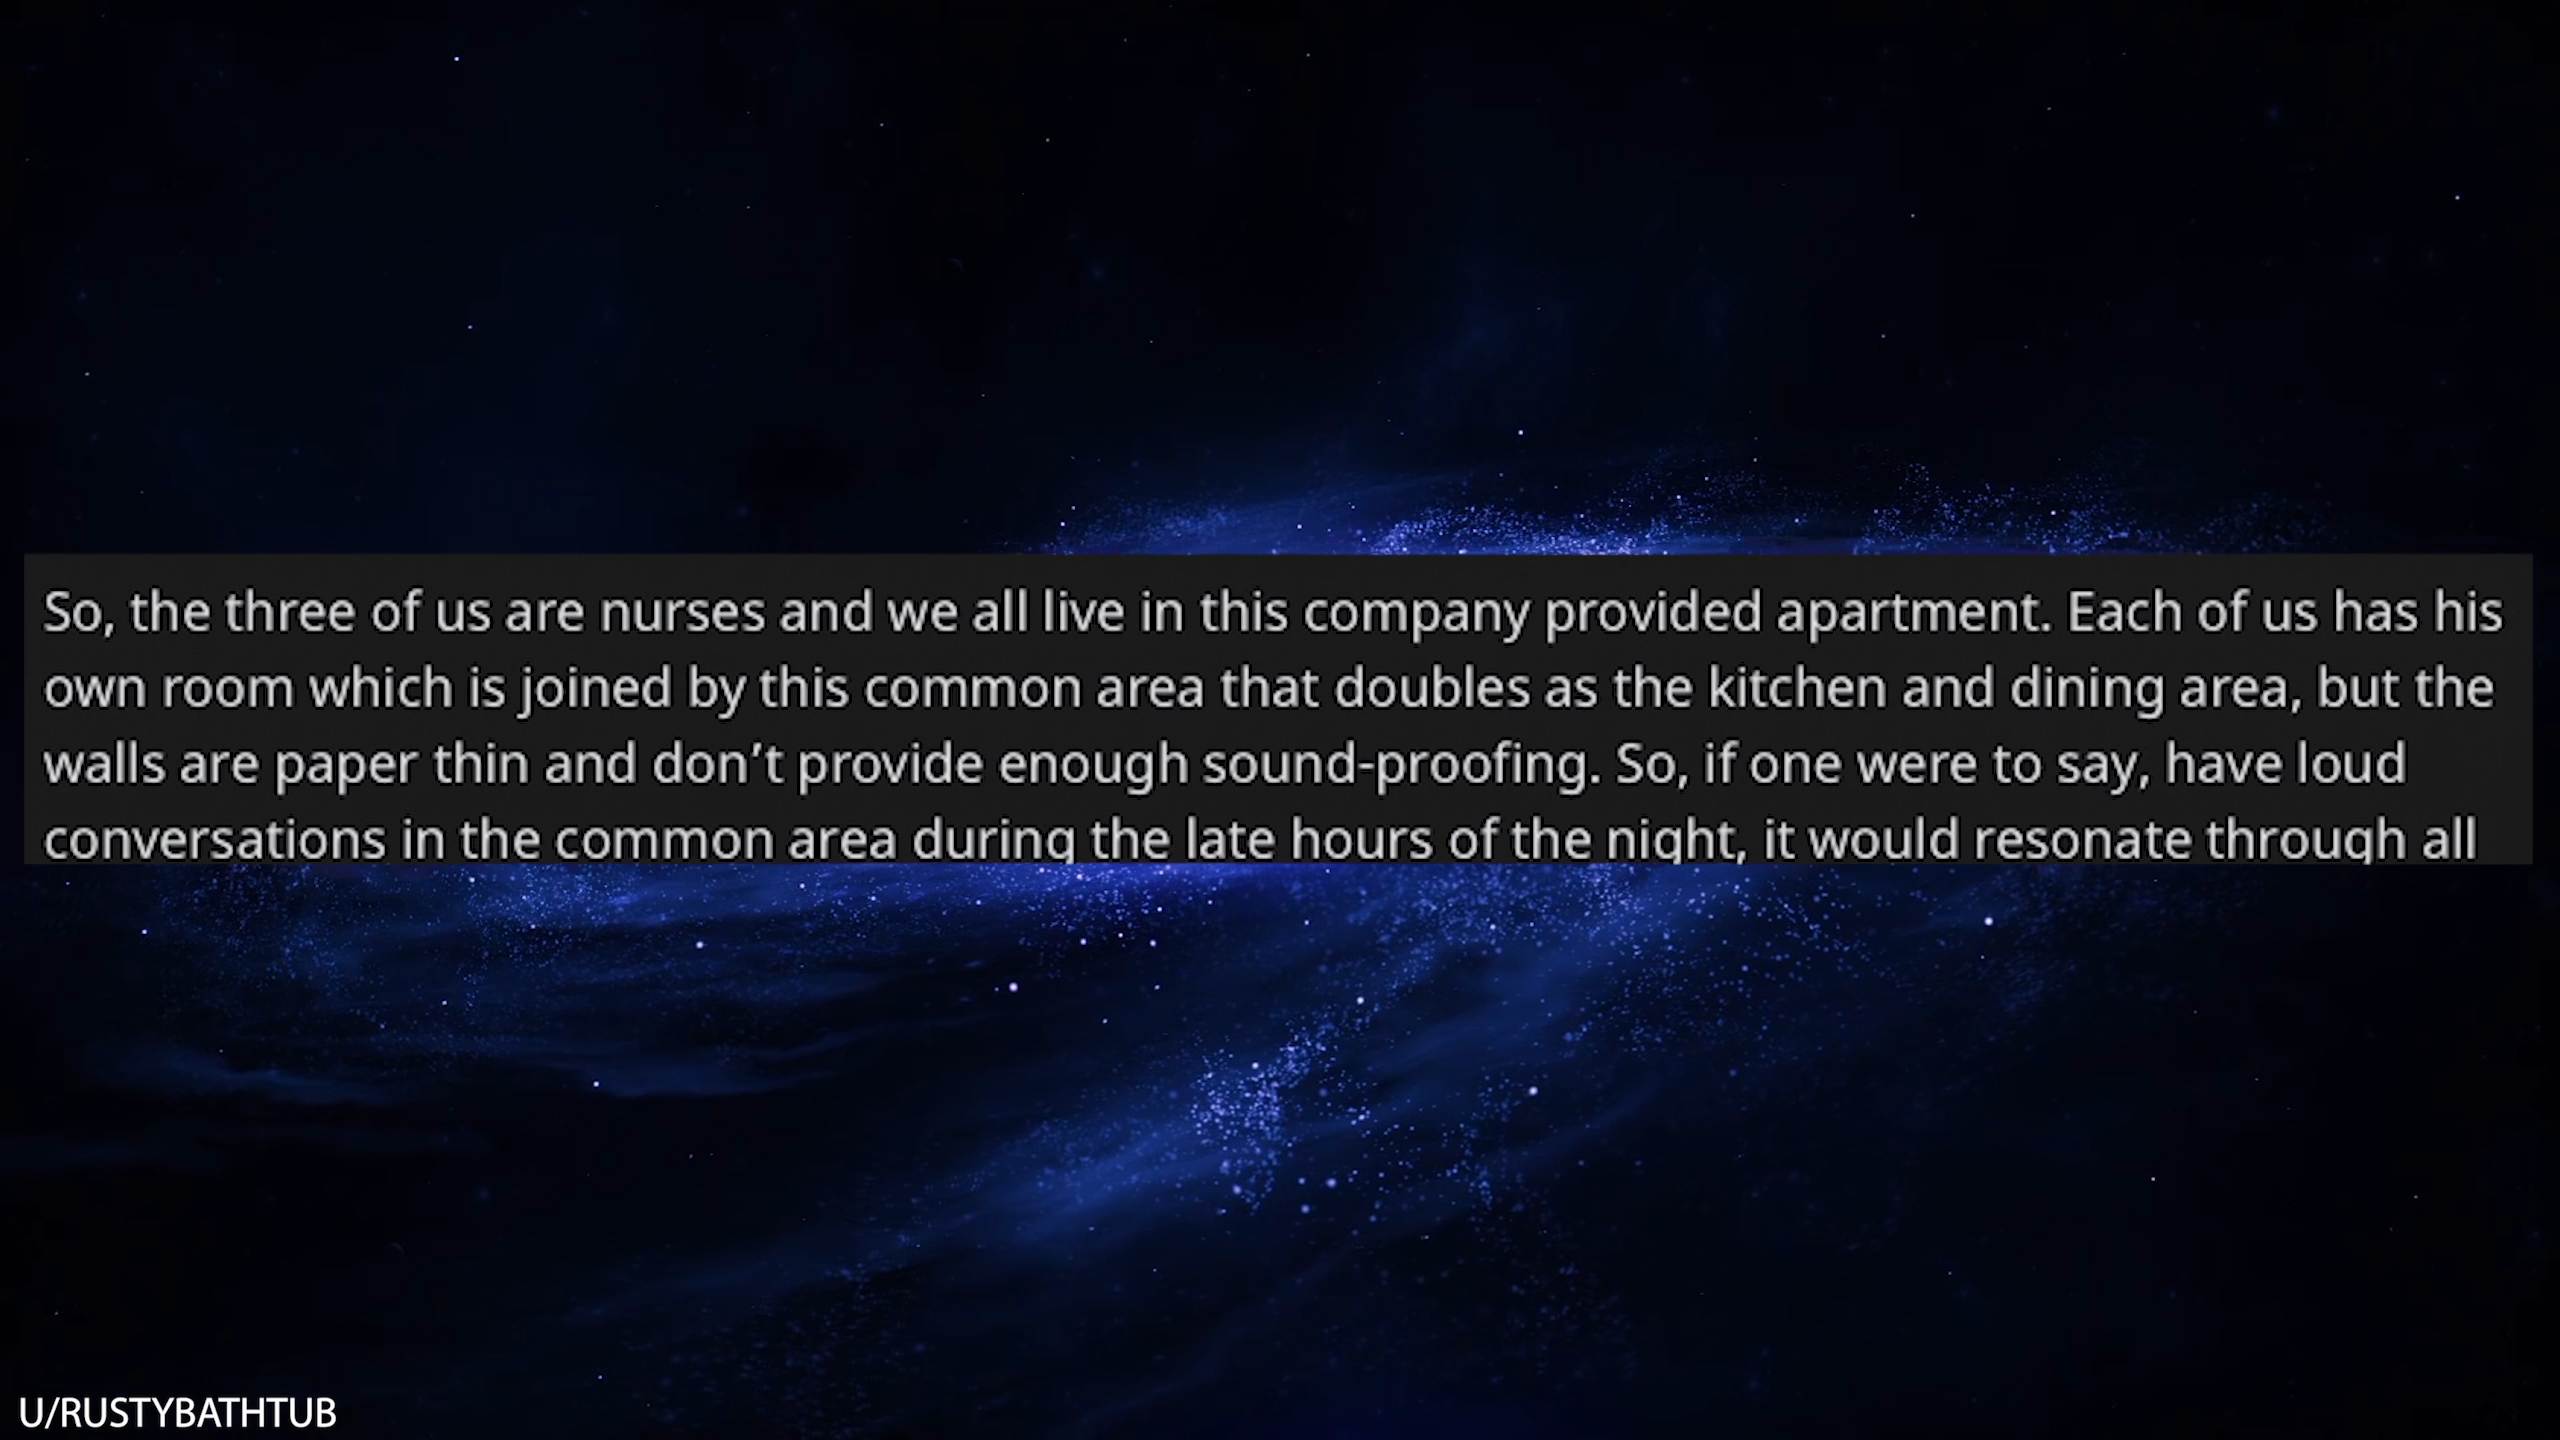 So, the three of us are nurses and we all live in this company provided apartment. Each of us has his
own room which is joined by this common area that doubles as the kitchen and dining area, but the
walls are paper thin and don’t provide enough sound-proofing. So, if one were to say, have loud
conversations in the common area during the late hours of the night, it would resonate through all
U/RUSTYBATHTUB